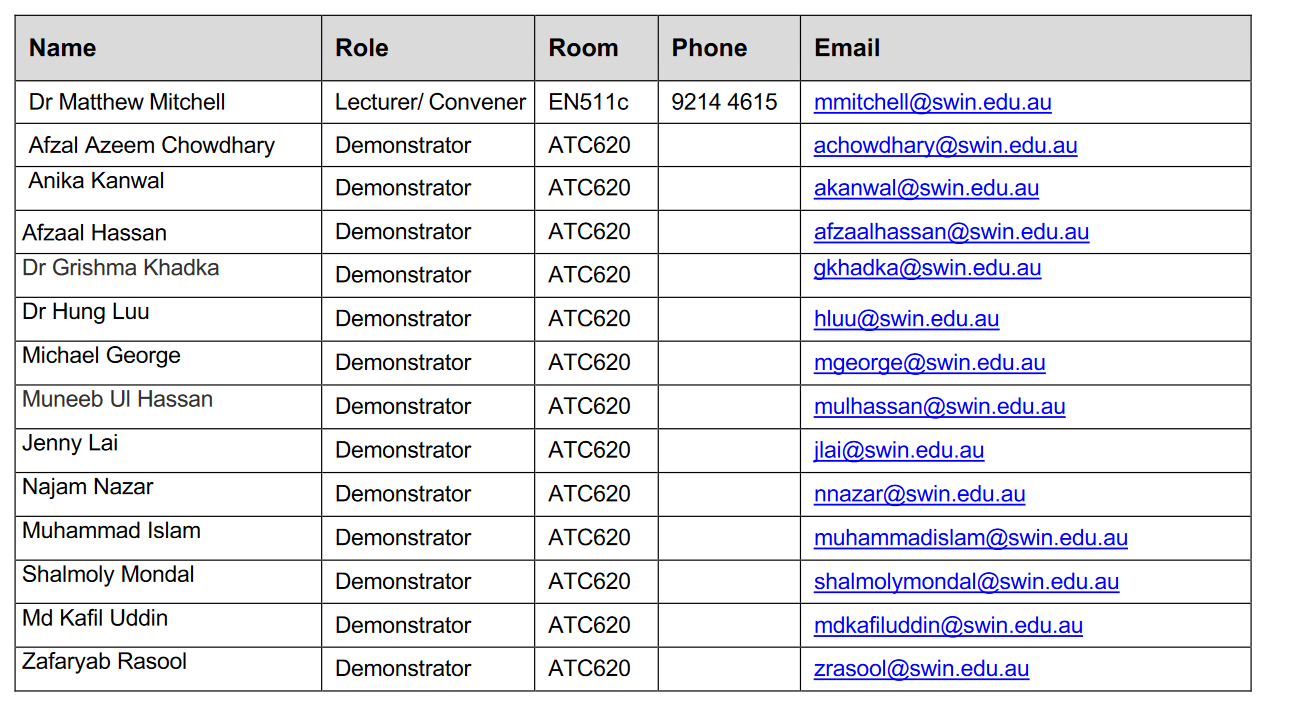 Name Role Room Phone Email
Dr Matthew Mitchell Lecturer/ Convener EN511c 9214 4615 mmitchell@swin.edu.au
Afzal Azeem Chowdhary Demonstrator ATC620 achowdhary@swin.edu.au
Anika Kanwal Demonstrator ATC620 akanwal@swin.edu.au
Afzaal Hassan Demonstrator ATC620 afzaalhassan@swin.edu.au
Dr Grishma Khadka Demonstrator ATC620 gkhadka@swin.edu.au
Dr Hung Luu Demonstrator ATC620 hluu@swin.edu.au
Michael George Demonstrator ATC620 mgeorge@swin.edu.au
Muneeb Ul Hassan Demonstrator ATC620 mulhassan@swin.edu.au
Jenny Lai Demonstrator ATC620 jlai@swin.edu.au
Najam Nazar Demonstrator ATC620 nnazar@swin.edu.au
Muhammad Islam Demonstrator ATC620 muhammadislam@swin.edu.au
Shalmoly Mondal Demonstrator ATC620 shalmolymondal@swin.edu.au
Md Kafil Uddin Demonstrator ATC620 mdkafiluddin@swin.edu.au
Zafaryab Rasool Demonstrator ATC620 zrasool@swin.edu.au